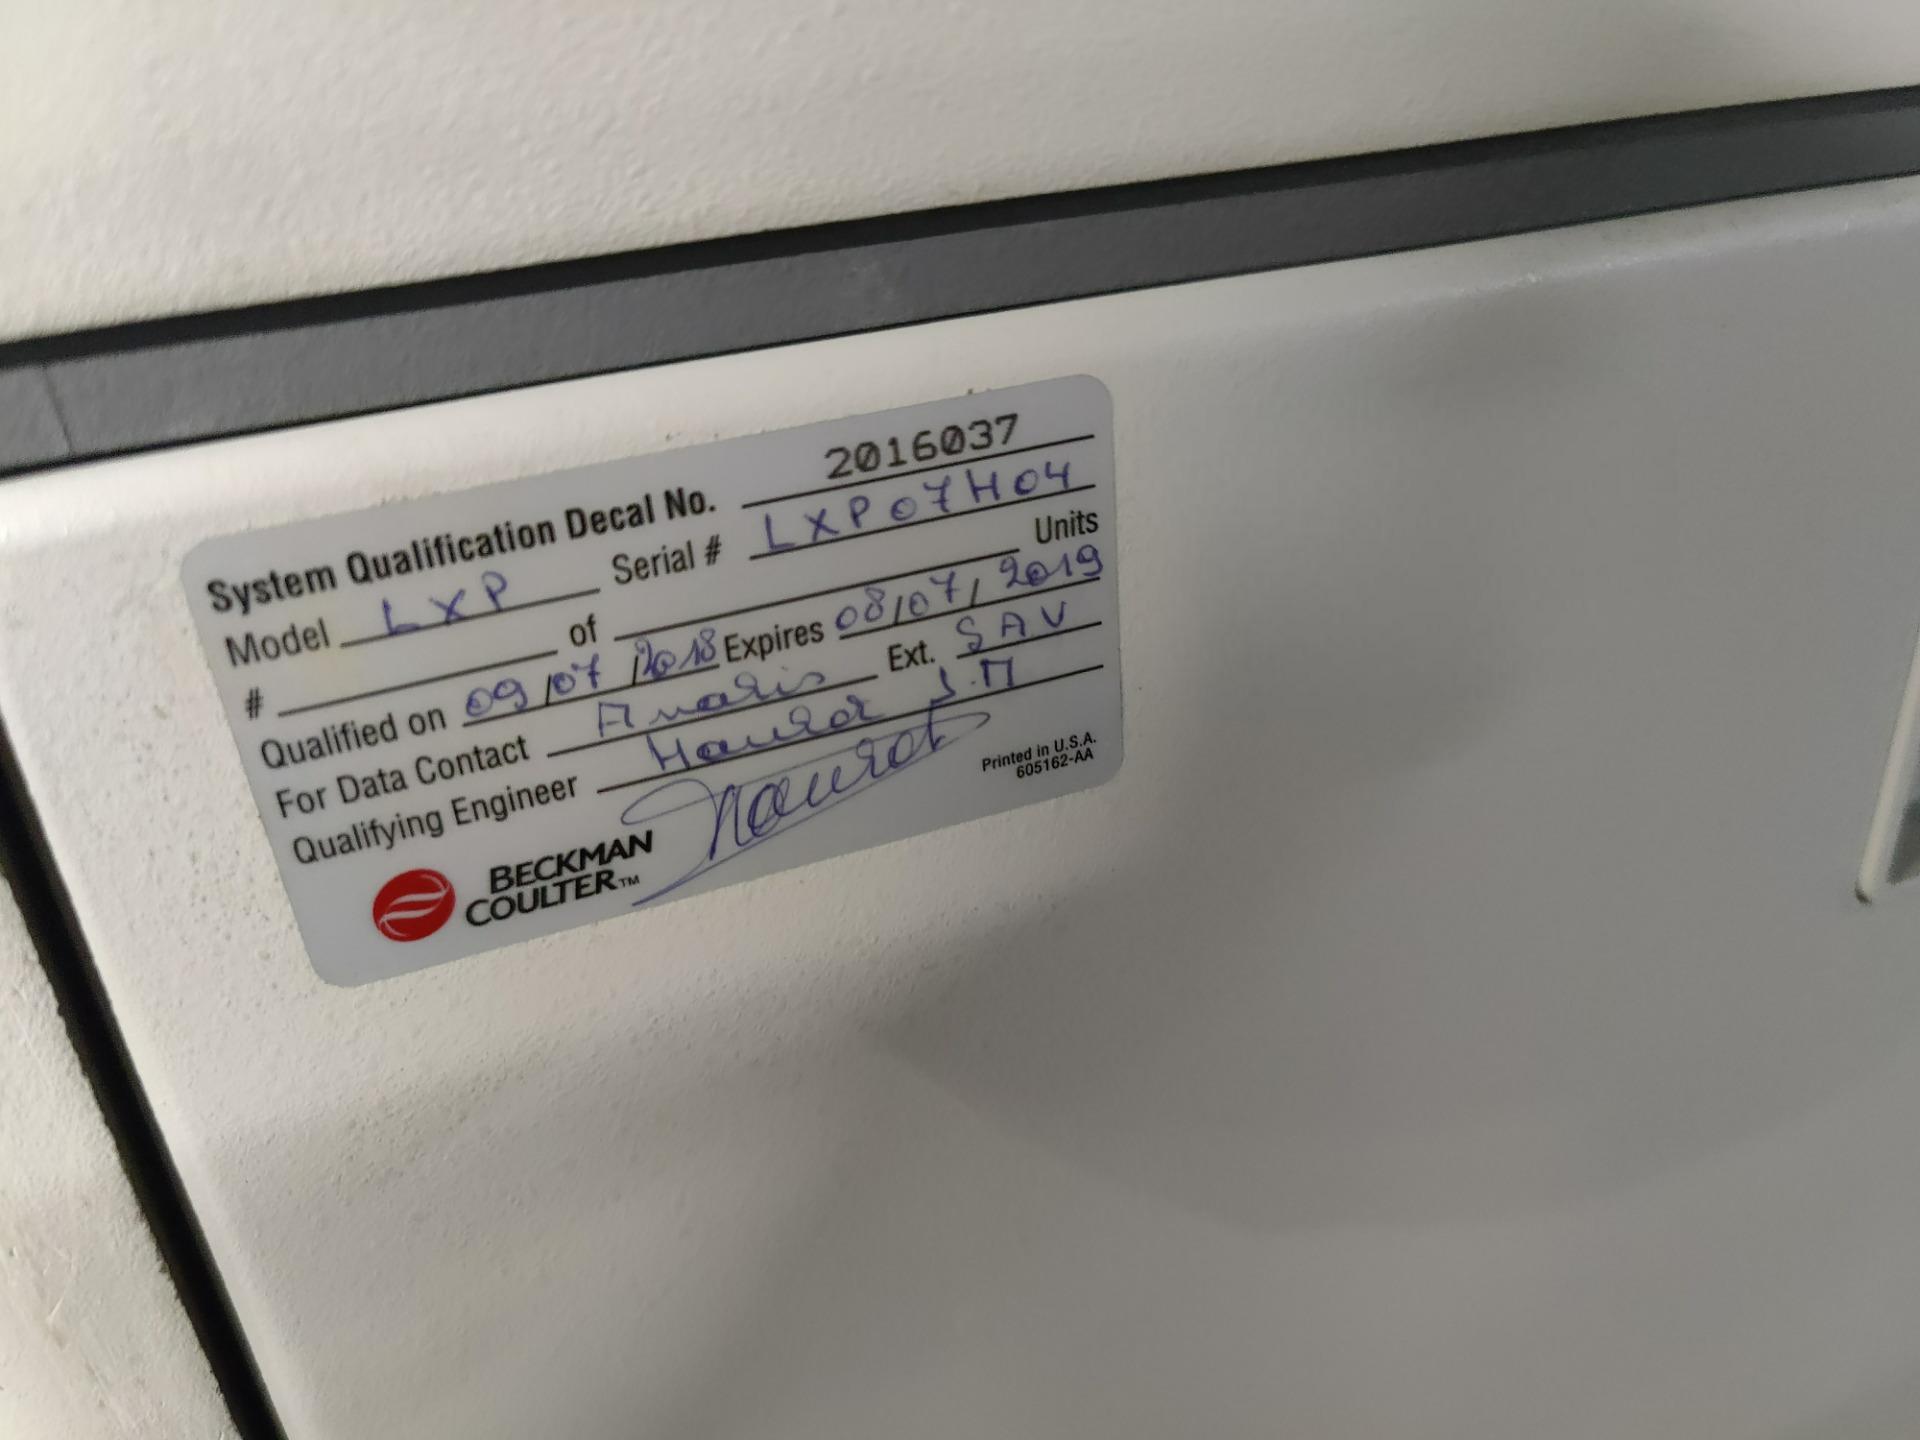 System Qualification Decal No. 2016037
Model LXP Serial # LXP07H04
# of Units
Qualified on 09/07/2018 Expires 08/07/2019
For Data Contact Ext. SAV
Qualifying Engineer J.M
BECKMAN
COULTER™
Printed in U.S.A.
605162-AA